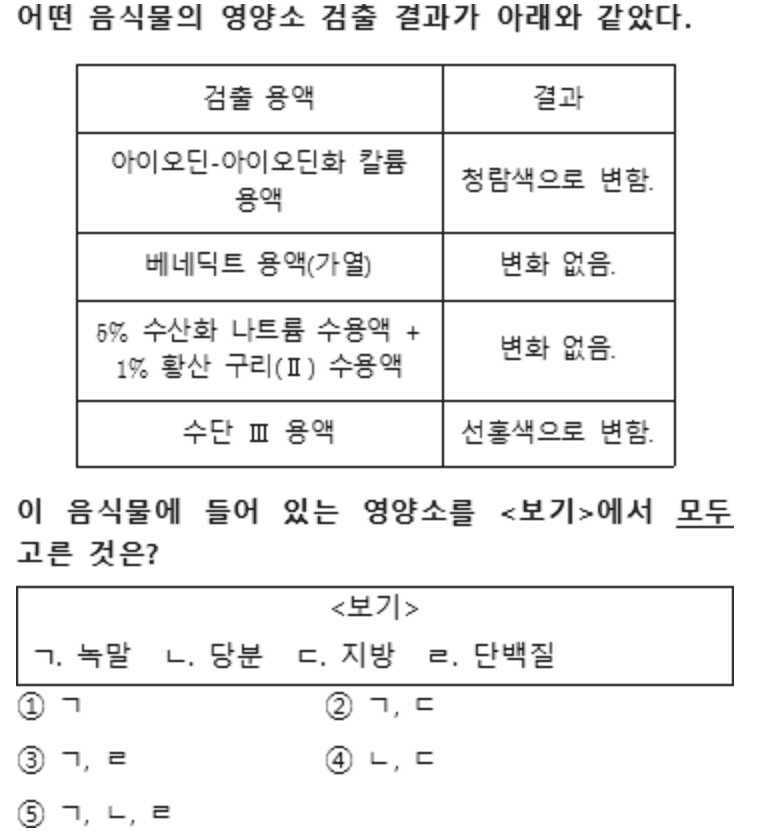 어떤 음식물의 영양소 검출 결과가 아래와 같았다.
검출 용액 결과
아이오딘-아이오딘화 칼륨
용액
청람색으로 변함.
베네딕트 용액(가열) 변화 없음.
5% 수산화 나트륨 수용액 +
1% 황산 구리(Ⅱ) 수용액
변화 없음.
수단 Ⅲ 용액 선홍색으로 변함.
이 음식물에 들어 있는 영양소를 <보기>에서 모두
고른 것은?
<보기>
ㄱ. 녹말 ㄴ. 당분 ㄷ. 지방 ㄹ. 단백질
① ㄱ ② ㄱ, ㄷ
③ ㄱ, ㄹ ④ ㄴ, ㄷ
⑤ ㄱ, ㄴ, ㄹ